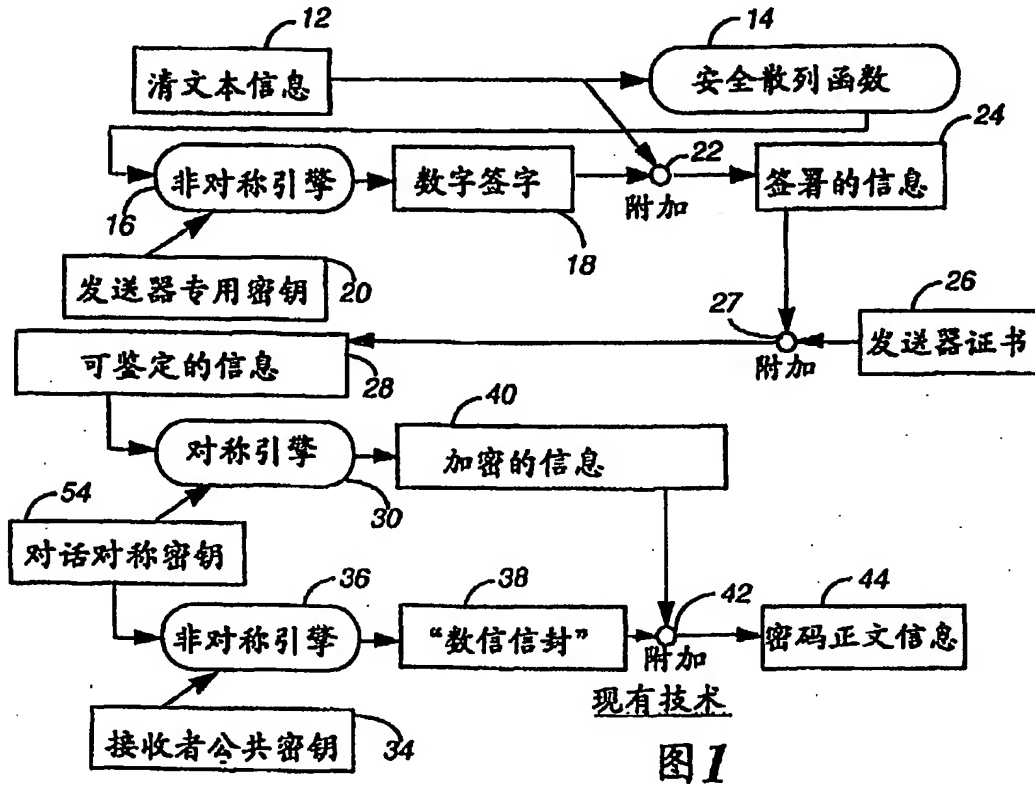 12
14
清文本信息
安全散列函数
24
22
非对称引擎
数字签字
签署的信息
附加
16
18
发送器专用密钥
20
26
27
可鉴定的信息
发送器证书
附加
28
40
对称引擎
加密的信息
54
30
对话对称密钥
36
38
42
44
非对称引擎
“数信信封”
密码正文信息
附加
现有技术
接收者公共密钥
34
图1